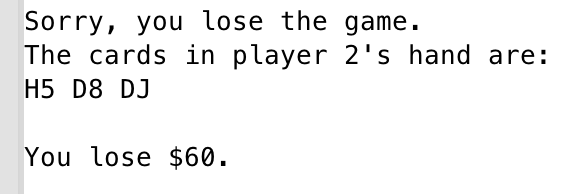 Sorry, you lose the game.
The cards in player 2's hand are:
H5 D8 DJ
You lose $60.